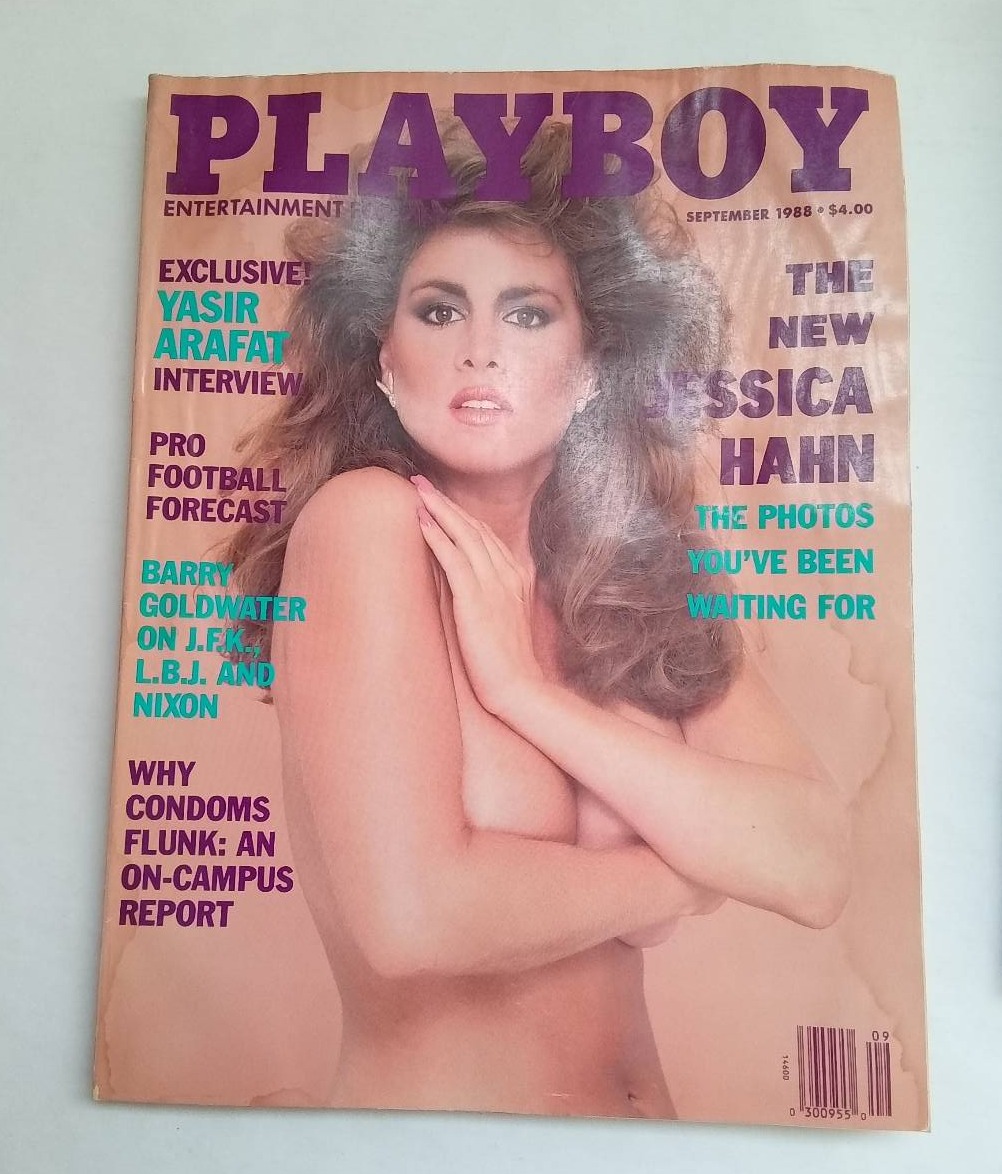 PLAYBOY
ENTERTAINMENT
SEPTEMBER 1988 • $4.00
EXCLUSIVE!
YASIR
ARAFAT
INTERVIEW
PRO
FOOTBALL
FORECAST
BARRY
GOLDWATER
ON J.F.K.,
L.B.J. AND
NIXON
WHY
CONDOMS
FLUNK: AN
ON-CAMPUS
REPORT
THE
NEW
JESSICA
HAHN
THE PHOTOS
YOU'VE BEEN
WAITING FOR
09
14600
0 300955 0